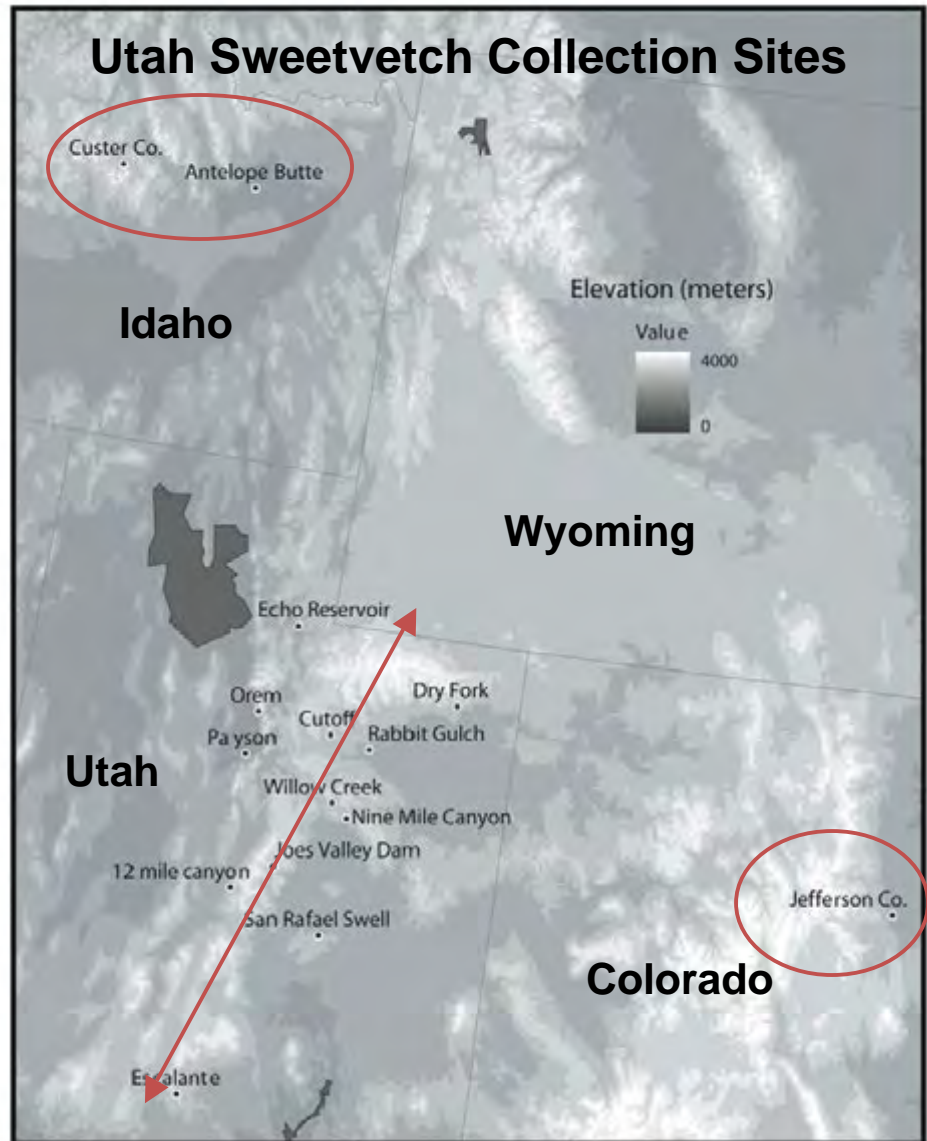 Utah Sweetvetch Collection Sites
Custer Co.
Antelope Butte
Elevation (meters)
Idaho
Value
4000
0
Wyoming
Echo Reservoir
Orem
Dry Fork
Cutoff
Pa yson
Rabbit Gulch
Utah
Willow Creek
Nine Mile Canyon
Joes Valley Dam
12 mile canyon
Jefferson Co.
San Rafael Swell
Colorado
Escalante